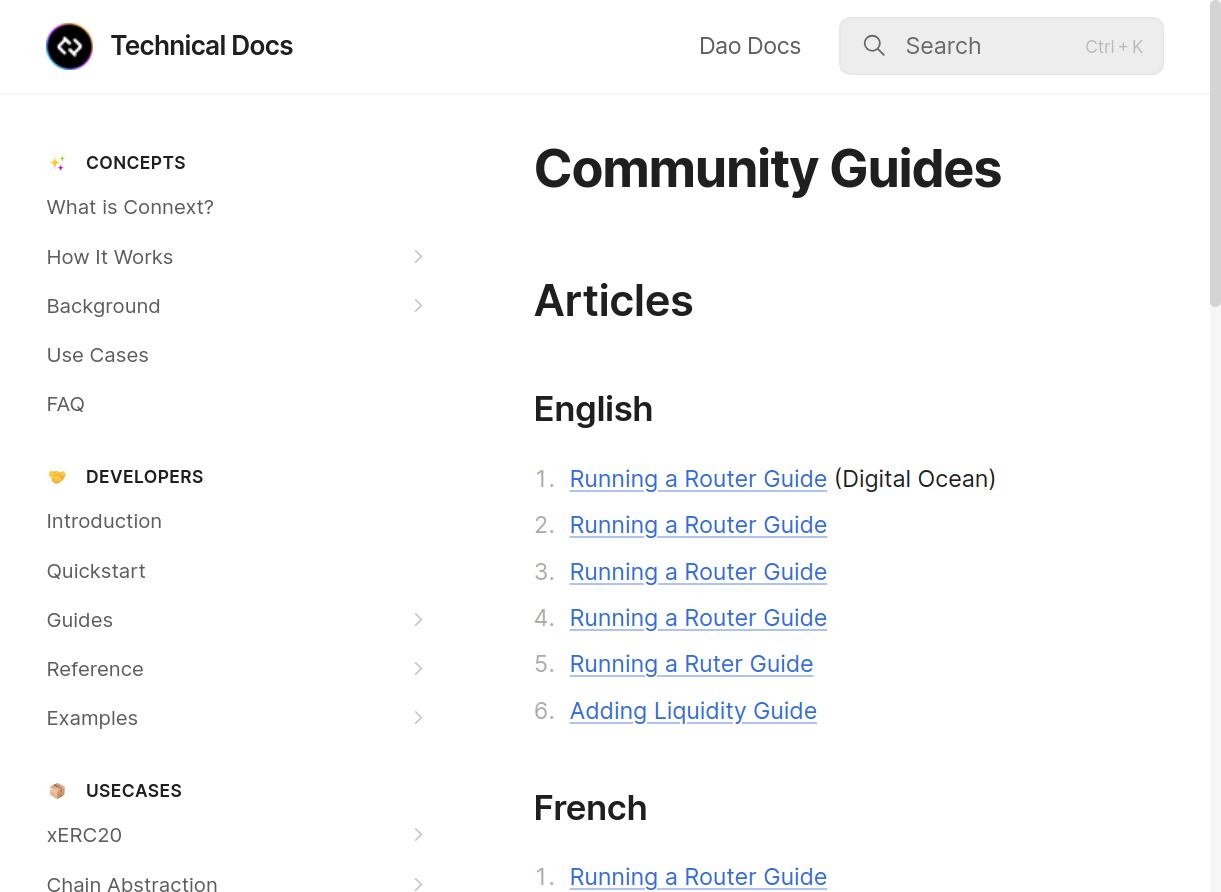 Technical Docs
Dao Docs
Search
Ctrl + K
CONCEPTS
What is Connext?
How It Works
Background
Use Cases
FAQ
DEVELOPERS
Introduction
Quickstart
Guides
Reference
Examples
USECASES
xERC20
Chain Abstraction
Community Guides
Articles
English
1. Running a Router Guide (Digital Ocean)
2. Running a Router Guide
3. Running a Router Guide
4. Running a Router Guide
5. Running a Ruter Guide
6. Adding Liquidity Guide
French
1. Running a Router Guide